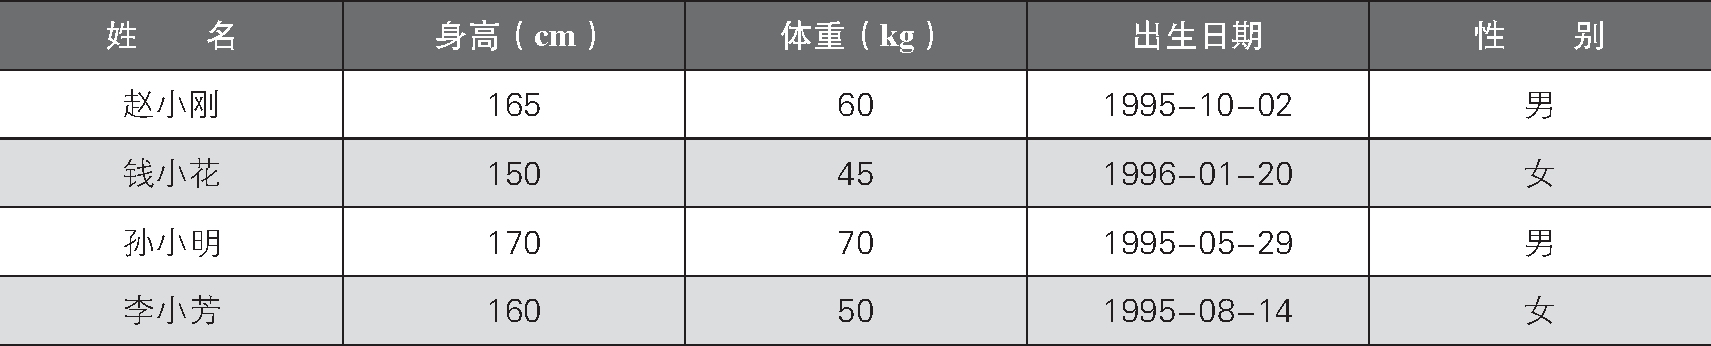 姓 名 身高(cm) 体重(kg) 出生日期 性 别
赵小刚 165 60 1995-10-02 男
钱小花 150 45 1996-01-20 女
孙小明 170 70 1995-05-29 男
李小芳 160 50 1995-08-14 女